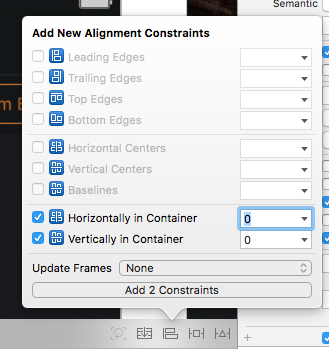 Semantic
Add New Alignment Constraints
Leading Edges
Trailing Edges
Top Edges
Bottom Edges
Horizontal Centers
Vertical Centers
Baselines
Horizontally in Container 0
Vertically in Container 0
Update Frames None
Add 2 Constraints